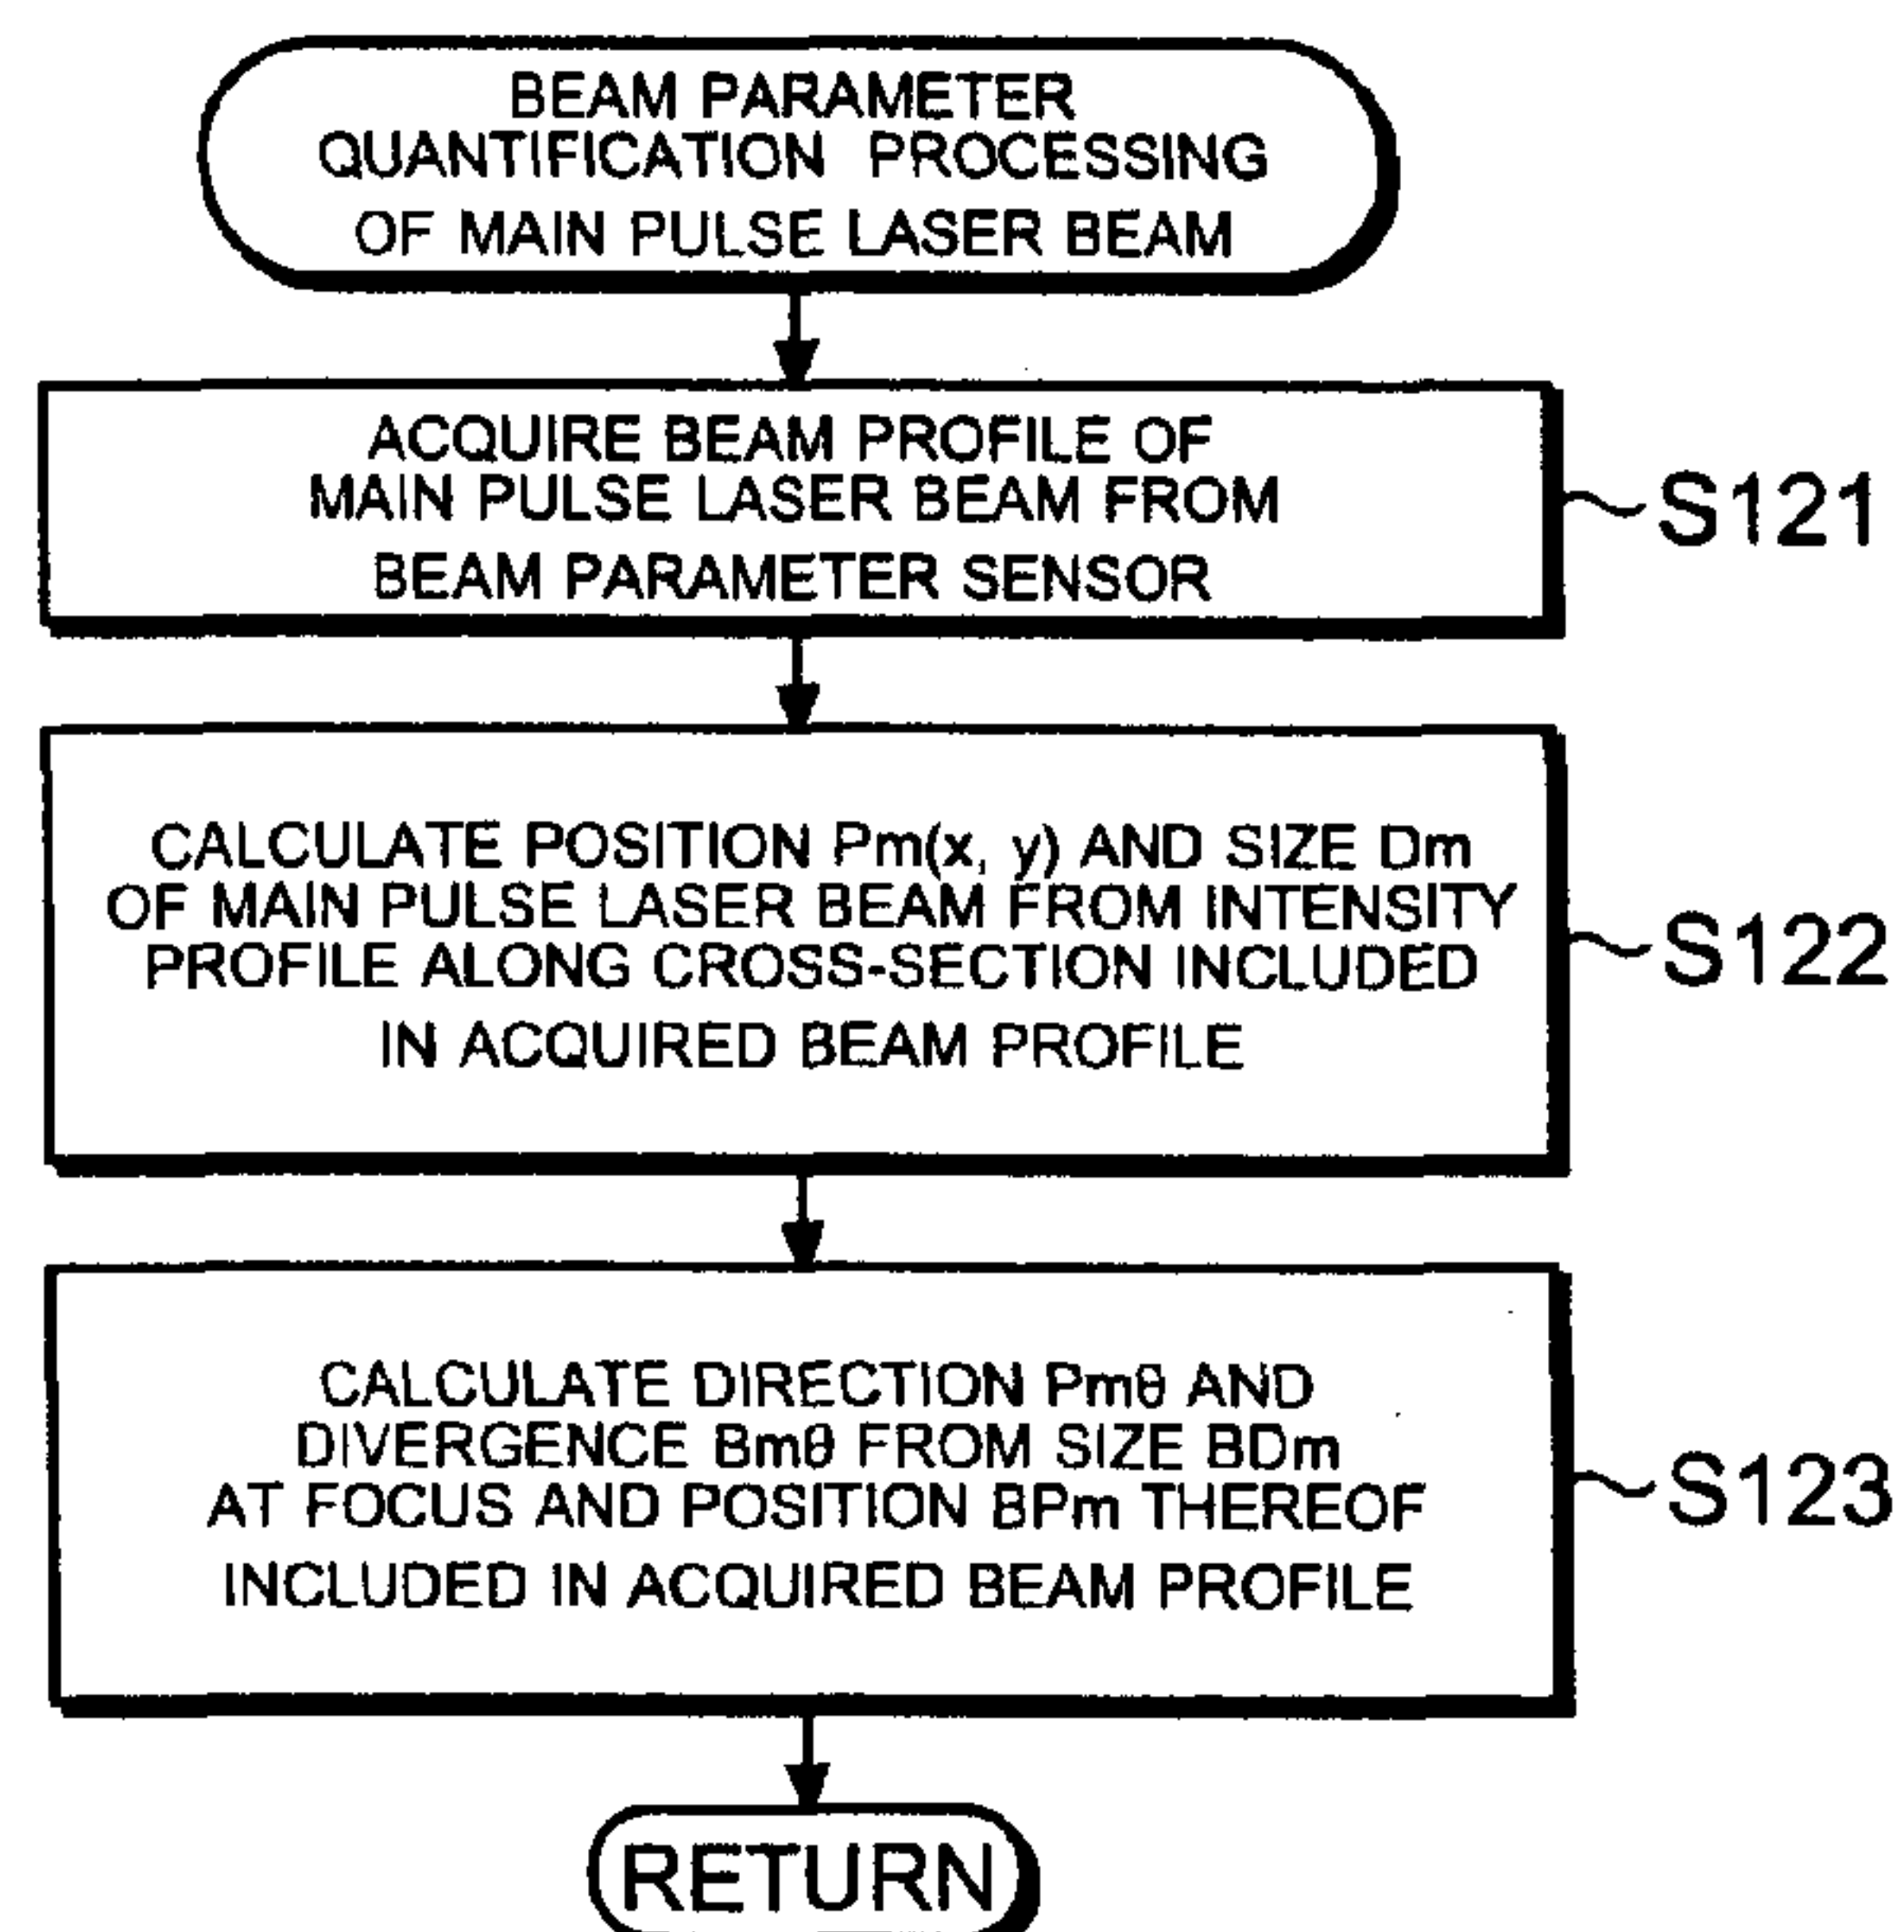 BEAM PARAMETER
QUANTIFICATION PROCESSING
OF MAIN PULSE LASER BEAM
ACQUIRE BEAM PROFILE OF
MAIN PULSE LASER BEAM FROM
BEAM PARAMETER SENSOR
S121
CALCULATE POSITION Pm(x, y) AND SIZE Dm
OF MAIN PULSE LASER BEAM FROM INTENSITY
PROFILE ALONG CROSS-SECTION INCLUDED
IN ACQUIRED BEAM PROFILE
S122
CALCULATE DIRECTION Pmθ AND
DIVERGENCE Bmθ FROM SIZE BDm
AT FOCUS AND POSITION BPm THEREOF
INCLUDED IN ACQUIRED BEAM PROFILE
S123
RETURN